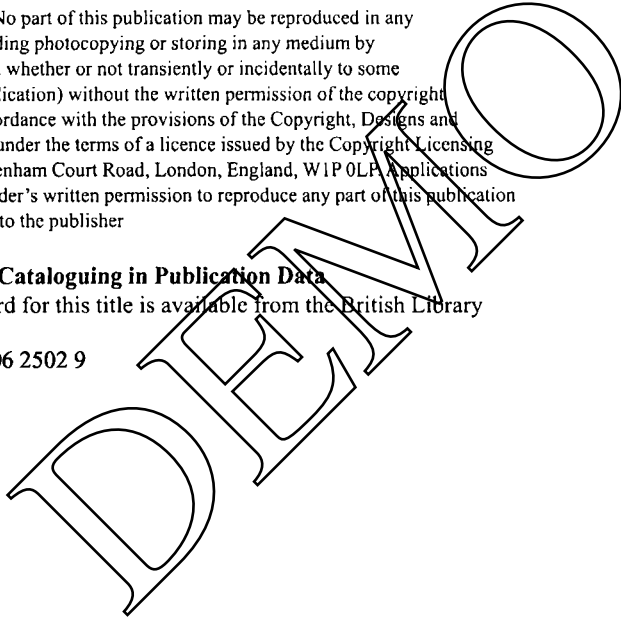 No part of this publication may be reproduced in any
ding photocopying or storing in any medium by
whether or not transiently or incidentally to some
lication) without the written permission of the copyright
ordance with the provisions of the Copyright, Designs and
under the terms of a licence issued by the Copyright Licensing
enham Court Road, London, England, W1P 0LP. Applications
der's written permission to reproduce any part of this publication
to the publisher
Cataloguing in Publication Data
rd for this title is available from the British Library
06 2502 9
DEMO